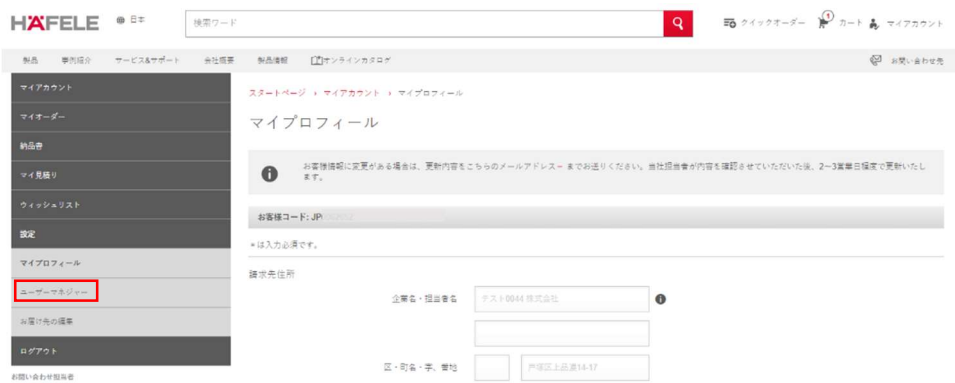 HÄFELE
日本
検索ワード
クイックオーダー
1
カート
マイアカウント
製品
事例紹介
サービス&サポート
会社概要
製品情報
オンラインカタログ
お問い合わせ先
マイアカウント
マイオーダー
納品書
マイ見積り
ウィッシュリスト
設定
マイプロフィール
ユーザーマネジャー
お届け先の編集
ログアウト
お問い合わせ担当者
スタートページ › マイアカウント › マイプロフィール
マイプロフィール
お客様情報に変更がある場合は、更新内容をこちらのメールアドレス− までお送りください。当社担当者が内容を確認させていただいた後、2~3営業日程度で更新いたし
ます。
お客様コード: JP
*は入力必須です。
請求先住所
企業名・担当者名
テスト0044 株式会社
区・町名・字、番地
戸塚区上品濃14-17